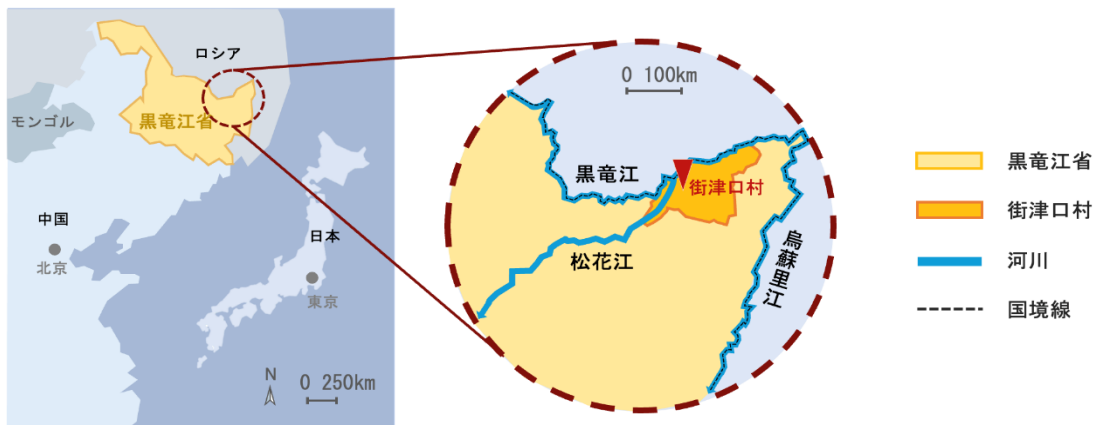 ロシア
モンゴル
黒竜江省
中国
北京
日本
東京
N
0 250km
0 100km
黒竜江
街津口村
松花江
烏蘇里江
黒竜江省
街津口村
河川
国境線